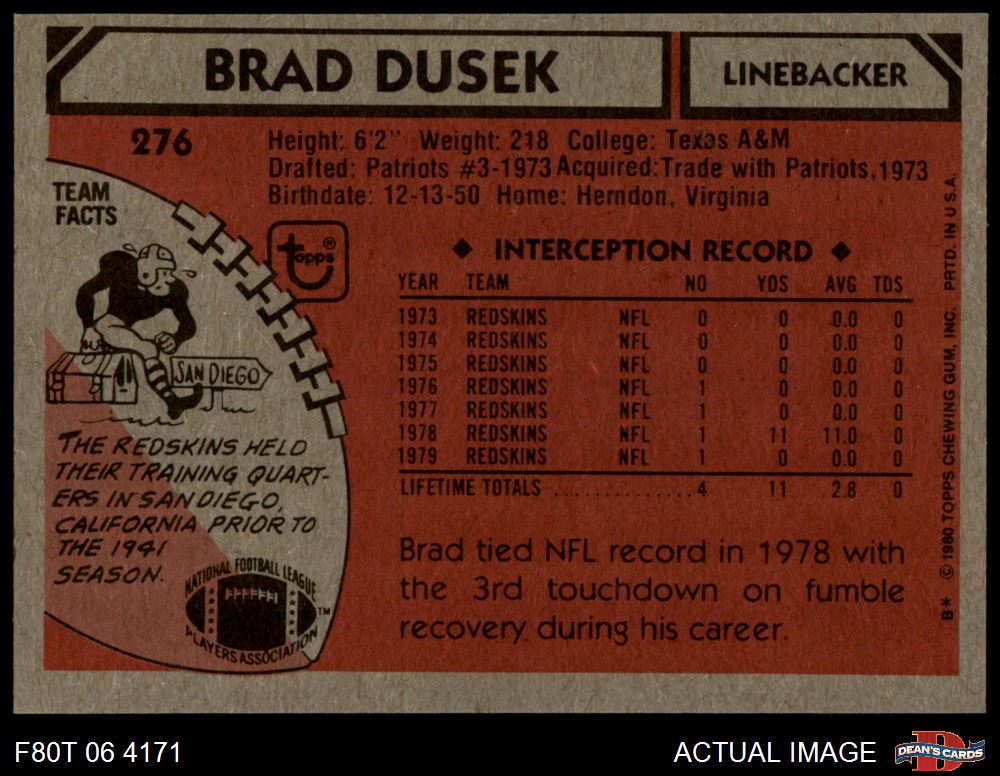 BRAD DUSEK
LINEBACKER
276
Height: 6'2" Weight: 218 College: Texas A&M
Drafted: Patriots #3-1973 Acquired: Trade with Patriots, 1973
Birthdate: 12-13-50 Home: Herndon, Virginia
TEAM
FACTS
SAN DIEGO
THE REDSKINS HELD
THEIR TRAINING QUART-
ERS IN SAN DIEGO,
CALIFORNIA PRIOR TO
THE 1941
SEASON.
NATIONAL FOOTBALL LEAGUE
PLAYERS ASSOCIATION
TM
topps®
◆ INTERCEPTION RECORD ◆
YEAR TEAM NO YDS AVG TDS
1973 REDSKINS NFL 0 0 0.0 0
1974 REDSKINS NFL 0 0 0.0 0
1975 REDSKINS NFL 0 0 0.0 0
1976 REDSKINS NFL 1 0 0.0 0
1977 REDSKINS NFL 1 0 0.0 0
1978 REDSKINS NFL 1 11 11.0 0
1979 REDSKINS NFL 1 0 0.0 0
LIFETIME TOTALS .............. 4 11 2.8 0
Brad tied NFL record in 1978 with
the 3rd touchdown on fumble
recovery during his career.
B* © 1980 TOPPS CHEWING GUM, INC. PRTD. IN U.S.A.
F80T 06 4171
ACTUAL IMAGE
DEAN'S CARDS